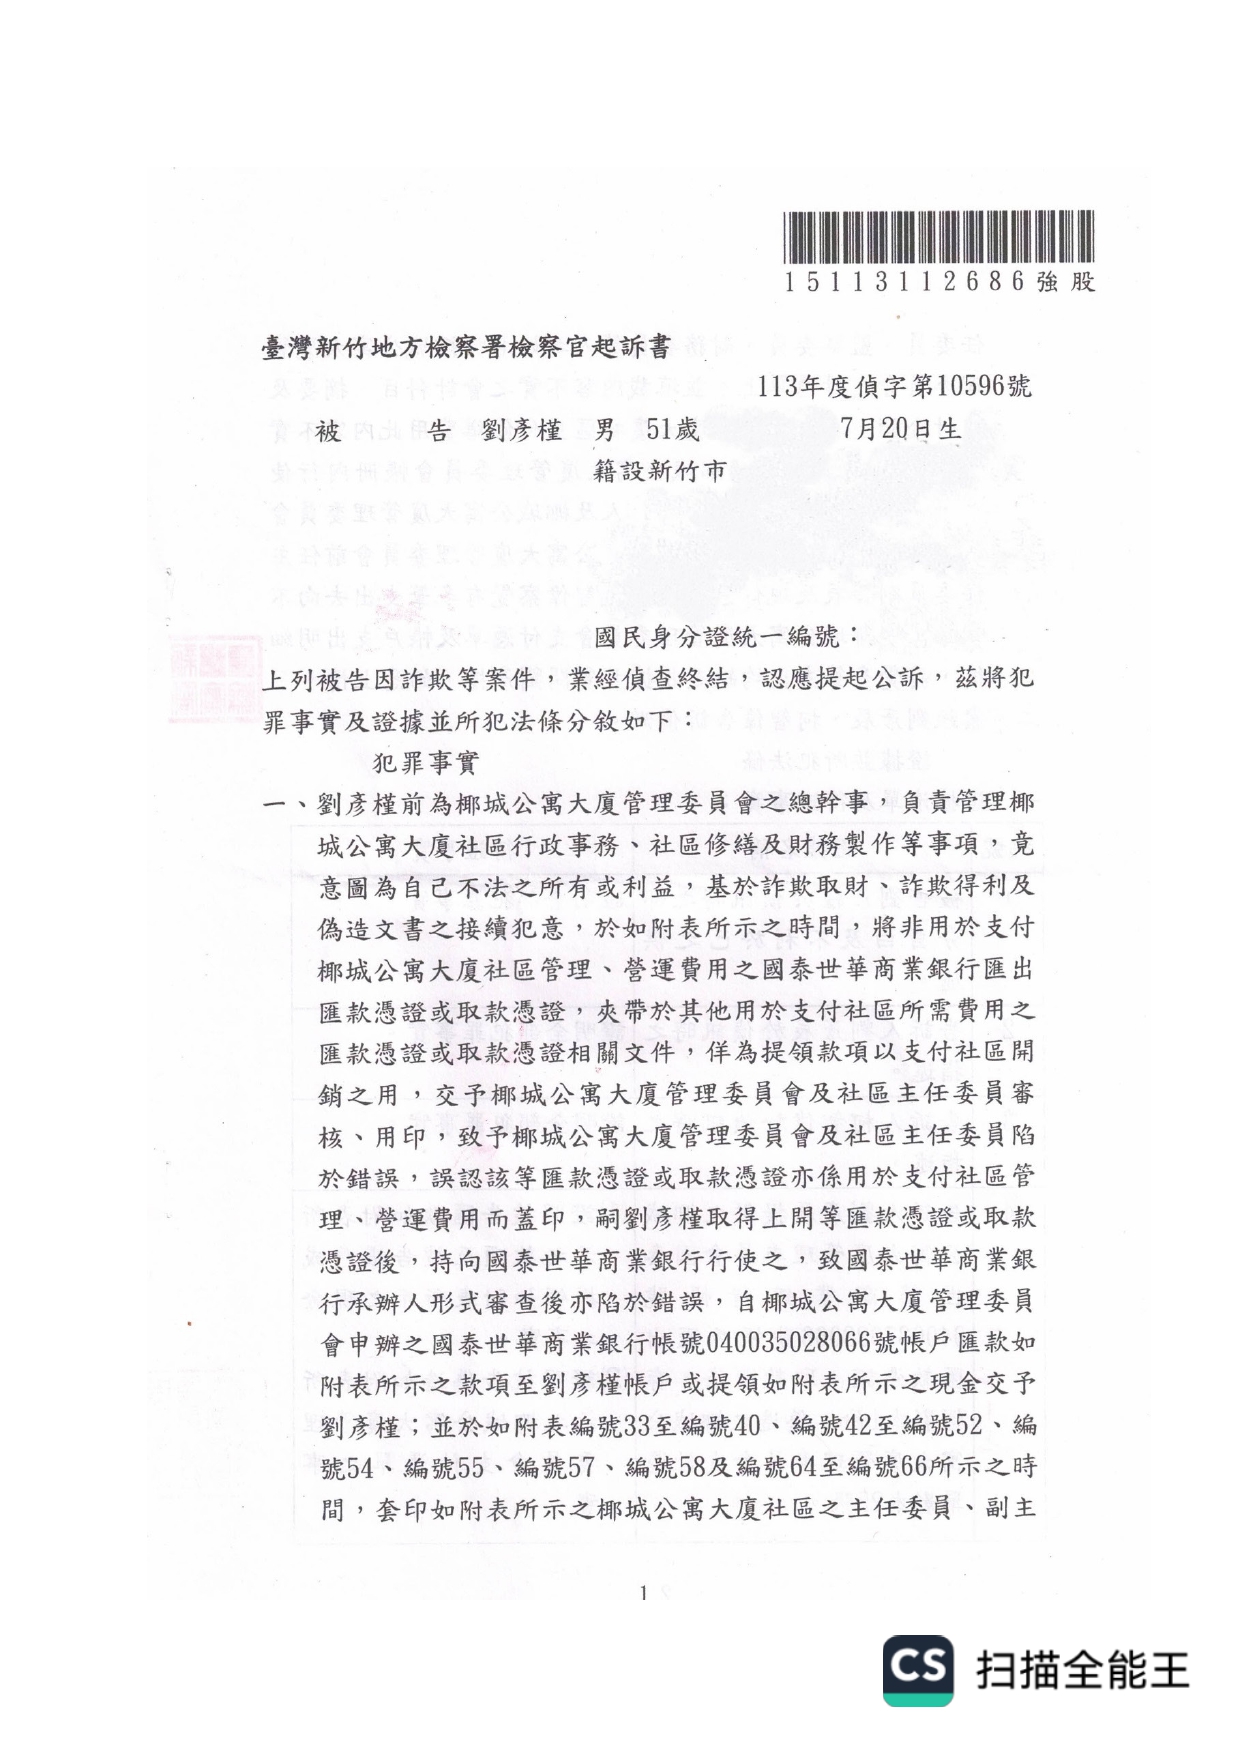 15113112686強股
臺灣新竹地方檢察署檢察官起訴書
113年度偵字第10596號
被 告 劉彥槿 男 51歲 7月20日生
籍設新竹市
國民身分證統一編號：
上列被告因詐欺等案件，業經偵查終結，認應提起公訴，茲將犯
罪事實及證據並所犯法條分敘如下：
犯罪事實
一、劉彥槿前為椰城公寓大廈管理委員會之總幹事，負責管理椰
城公寓大廈社區行政事務、社區修繕及財務製作等事項，竟
意圖為自己不法之所有或利益，基於詐欺取財、詐欺得利及
偽造文書之接續犯意，於如附表所示之時間，將非用於支付
椰城公寓大廈社區管理、營運費用之國泰世華商業銀行匯出
匯款憑證或取款憑證，夾帶於其他用於支付社區所需費用之
匯款憑證或取款憑證相關文件，佯為提領款項以支付社區開
銷之用，交予椰城公寓大廈管理委員會及社區主任委員審
核、用印，致予椰城公寓大廈管理委員會及社區主任委員陷
於錯誤，誤認該等匯款憑證或取款憑證亦係用於支付社區管
理、營運費用而蓋印，嗣劉彥槿取得上開等匯款憑證或取款
憑證後，持向國泰世華商業銀行行使之，致國泰世華商業銀
行承辦人形式審查後亦陷於錯誤，自椰城公寓大廈管理委員
會申辦之國泰世華商業銀行帳號040035028066號帳戶匯款如
附表所示之款項至劉彥槿帳戶或提領如附表所示之現金交予
劉彥槿；並於如附表編號33至編號40、編號42至編號52、編
號54、編號55、編號57、編號58及編號64至編號66所示之時
間，套印如附表所示之椰城公寓大廈社區之主任委員、副主
1
CS 扫描全能王